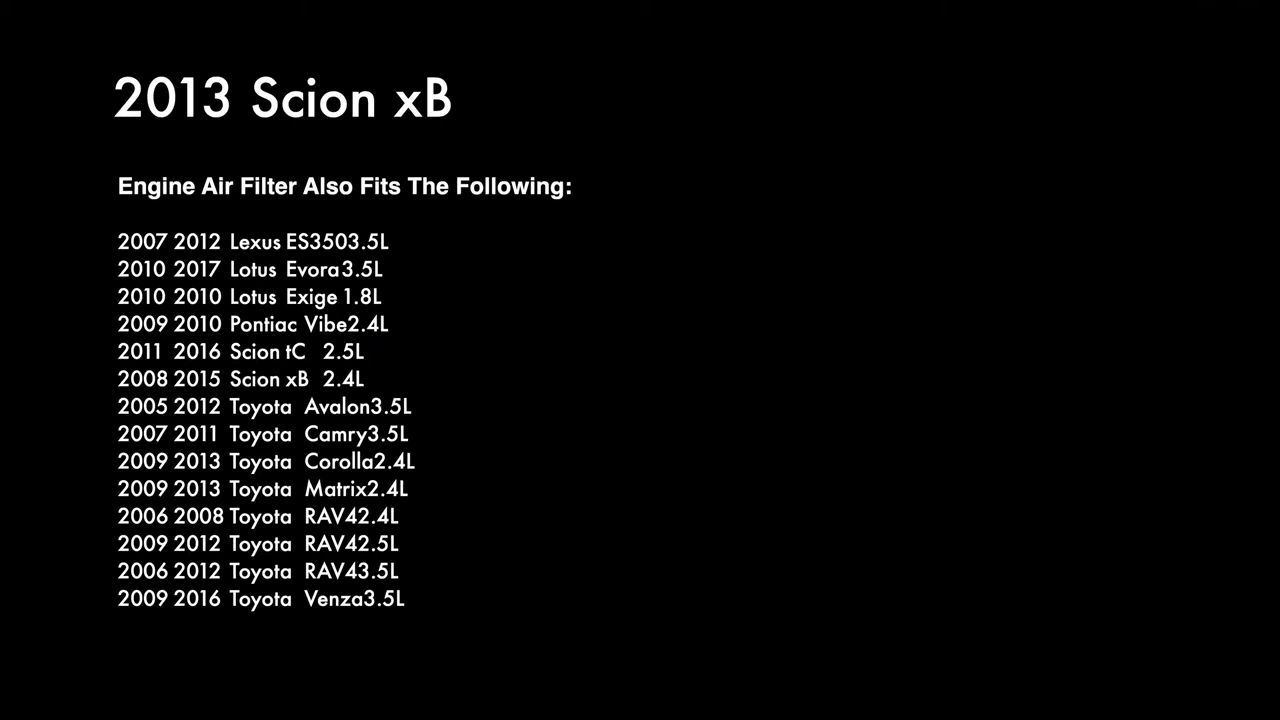 2013 Scion xB
Engine Air Filter Also Fits The Following:
2007 2012 Lexus ES3503.5L
2010 2017 Lotus Evora3.5L
2010 2010 Lotus Exige 1.8L
2009 2010 Pontiac Vibe2.4L
2011 2016 Scion tC 2.5L
2008 2015 Scion xB 2.4L
2005 2012 Toyota Avalon3.5L
2007 2011 Toyota Camry3.5L
2009 2013 Toyota Corolla2.4L
2009 2013 Toyota Matrix2.4L
2006 2008 Toyota RAV42.4L
2009 2012 Toyota RAV42.5L
2006 2012 Toyota RAV43.5L
2009 2016 Toyota Venza3.5L